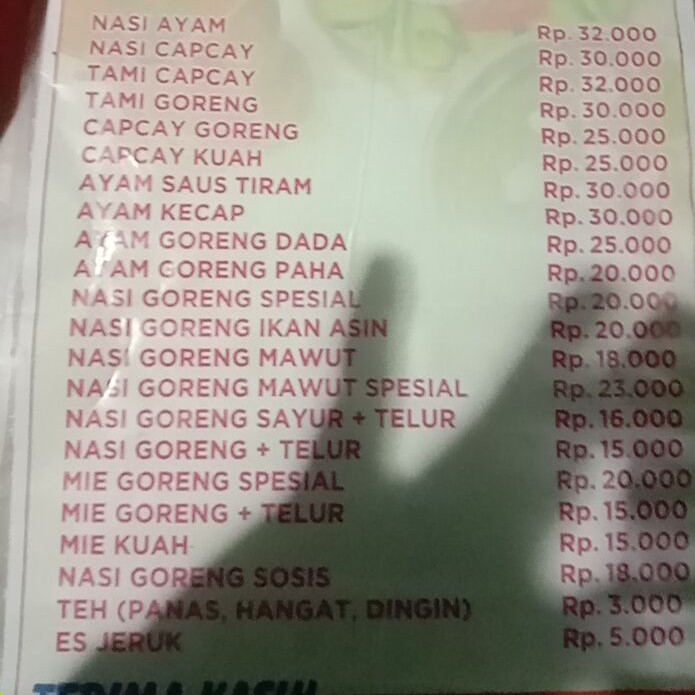 NASI AYAM Rp. 32.000
NASI CAPCAY Rp. 30.000
TAMI CAPCAY Rp. 32.000
TAMI GORENG Rp. 30.000
CAPCAY GORENG Rp. 25.000
CAPCAY KUAH Rp. 25.000
AYAM SAUS TIRAM Rp. 30.000
AYAM KECAP Rp. 30.000
AYAM GORENG DADA Rp. 25.000
AYAM GORENG PAHA Rp. 20.000
NASI GORENG SPESIAL Rp. 20.000
NASI GORENG IKAN ASIN Rp. 20.000
NASI GORENG MAWUT Rp. 18.000
NASI GORENG MAWUT SPESIAL Rp. 23.000
NASI GORENG SAYUR + TELUR Rp. 16.000
NASI GORENG + TELUR Rp. 15.000
MIE GORENG SPESIAL Rp. 20.000
MIE GORENG + TELUR Rp. 15.000
MIE KUAH Rp. 15.000
NASI GORENG SOSIS Rp. 18.000
TEH (PANAS, HANGAT, DINGIN) Rp. 3.000
ES JERUK Rp. 5.000
TERIMA KASIH